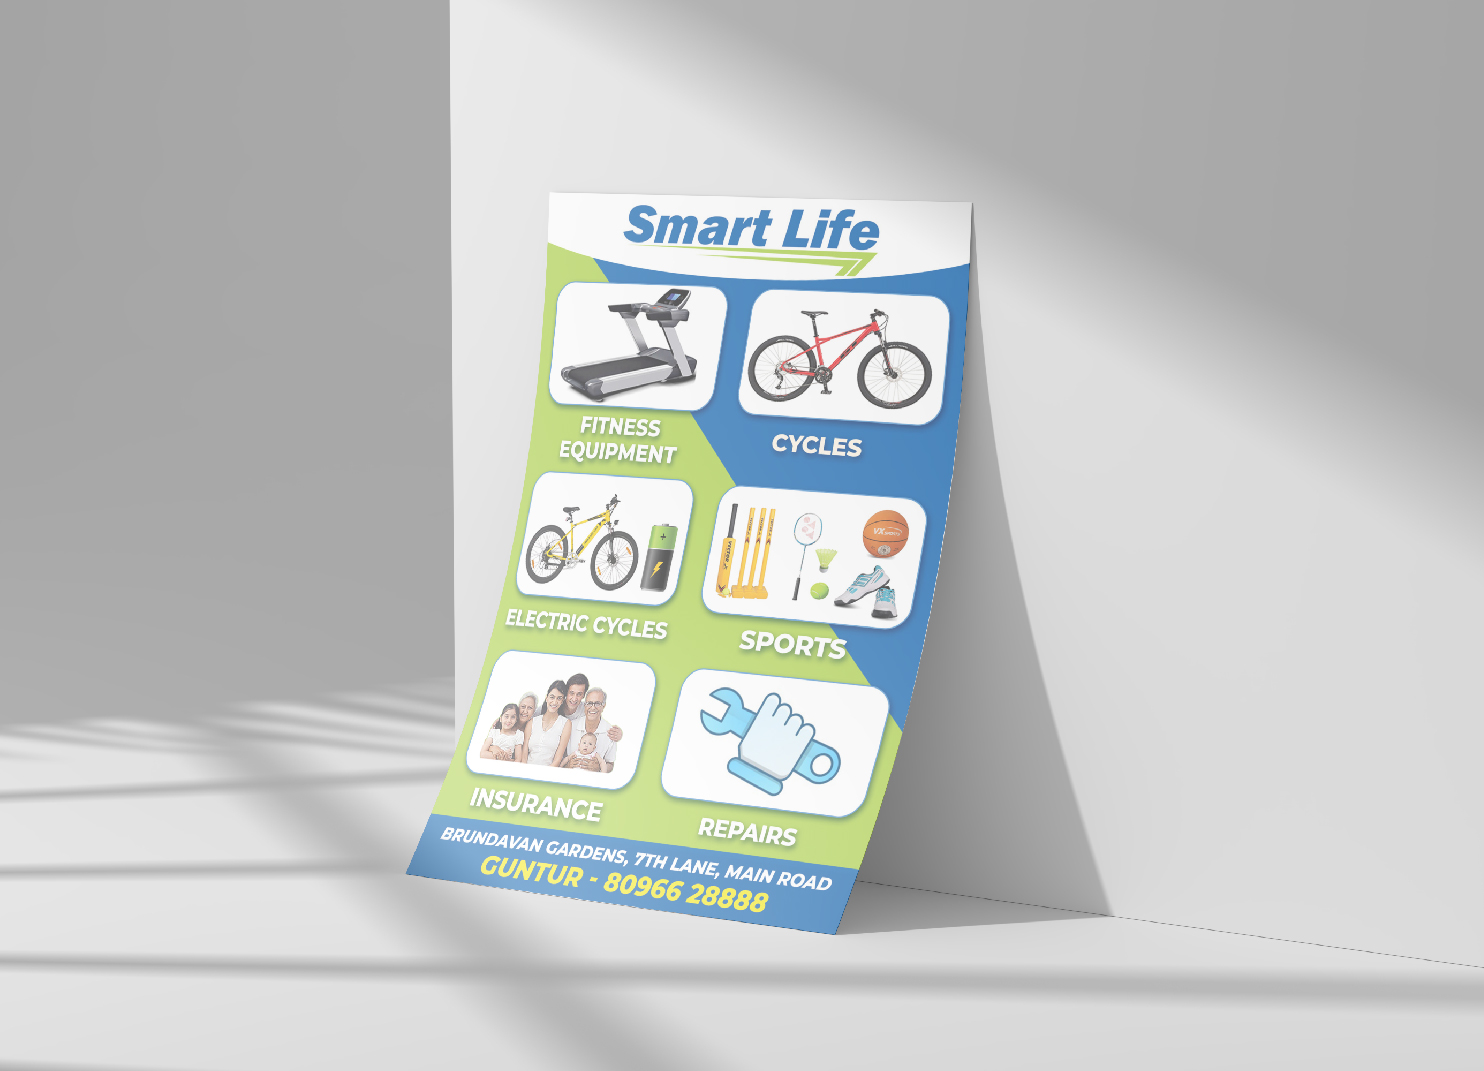 Smart Life
FITNESS
EQUIPMENT
CYCLES
ELECTRIC CYCLES
SPORTS
INSURANCE
REPAIRS
BRUNDAVAN GARDENS, 7TH LANE, MAIN ROAD
GUNTUR - 80966 28888